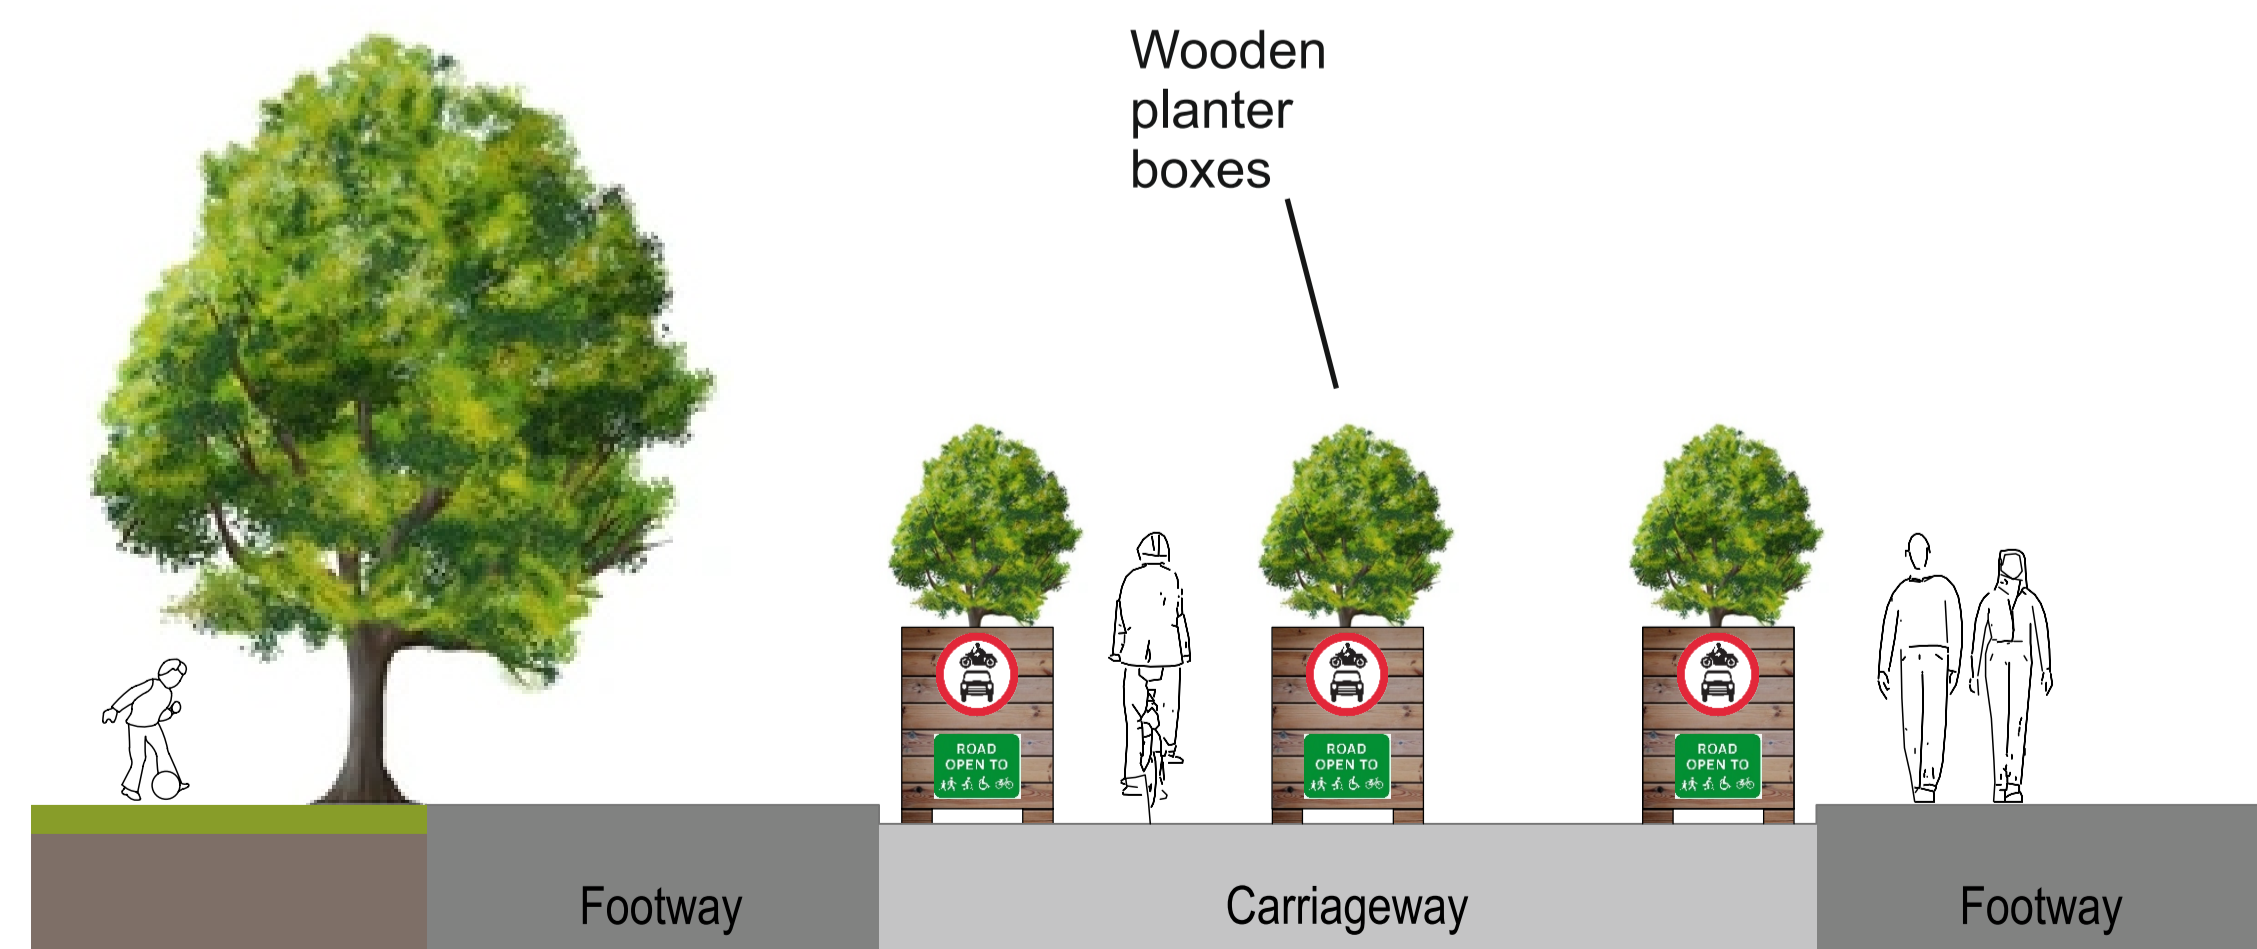 Wooden
planter
boxes
ROAD
OPEN TO
ROAD
OPEN TO
ROAD
OPEN TO
Footway
Carriageway
Footway